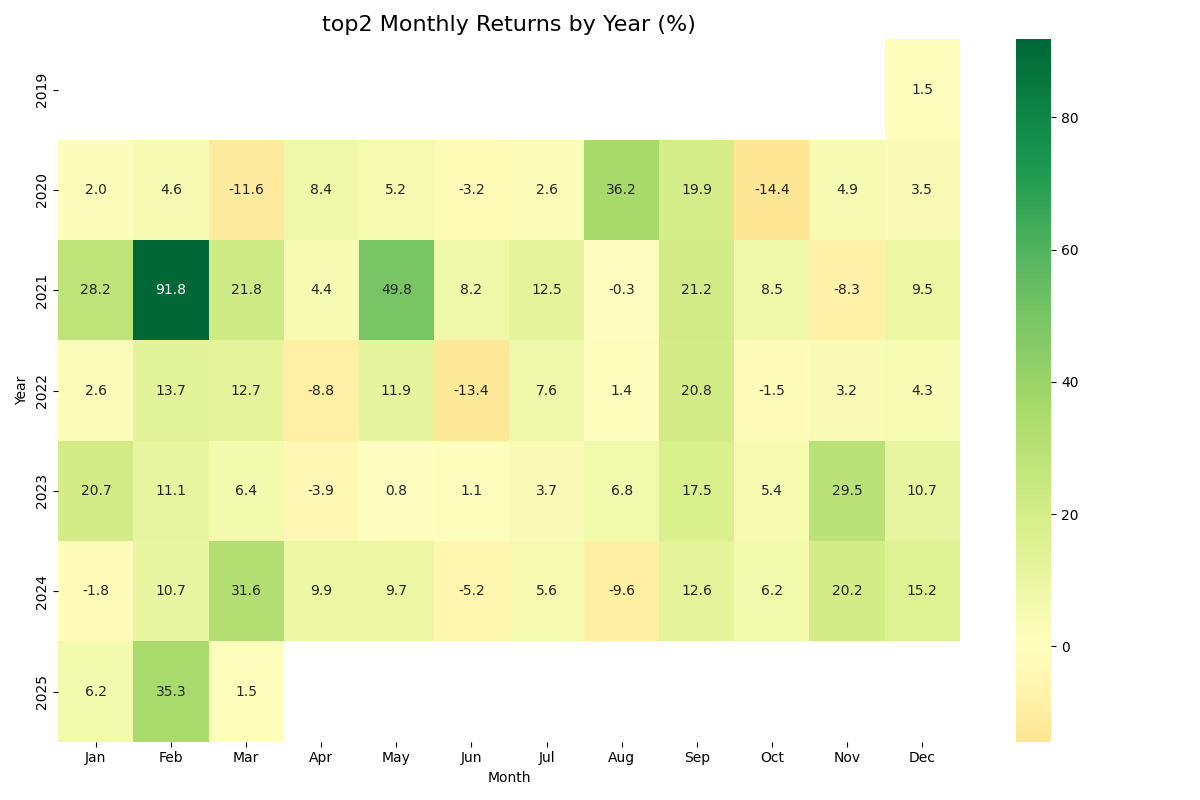 top2 Monthly Returns by Year (%)
2019 1.5
2020 2.0 4.6 -11.6 8.4 5.2 -3.2 2.6 36.2 19.9 -14.4 4.9 3.5
2021 28.2 91.8 21.8 4.4 49.8 8.2 12.5 -0.3 21.2 8.5 -8.3 9.5
2022 2.6 13.7 12.7 -8.8 11.9 -13.4 7.6 1.4 20.8 -1.5 3.2 4.3
2023 20.7 11.1 6.4 -3.9 0.8 1.1 3.7 6.8 17.5 5.4 29.5 10.7
2024 -1.8 10.7 31.6 9.9 9.7 -5.2 5.6 -9.6 12.6 6.2 20.2 15.2
2025 6.2 35.3 1.5
Jan Feb Mar Apr May Jun Jul Aug Sep Oct Nov Dec
Month
Year
80
60
40
20
0